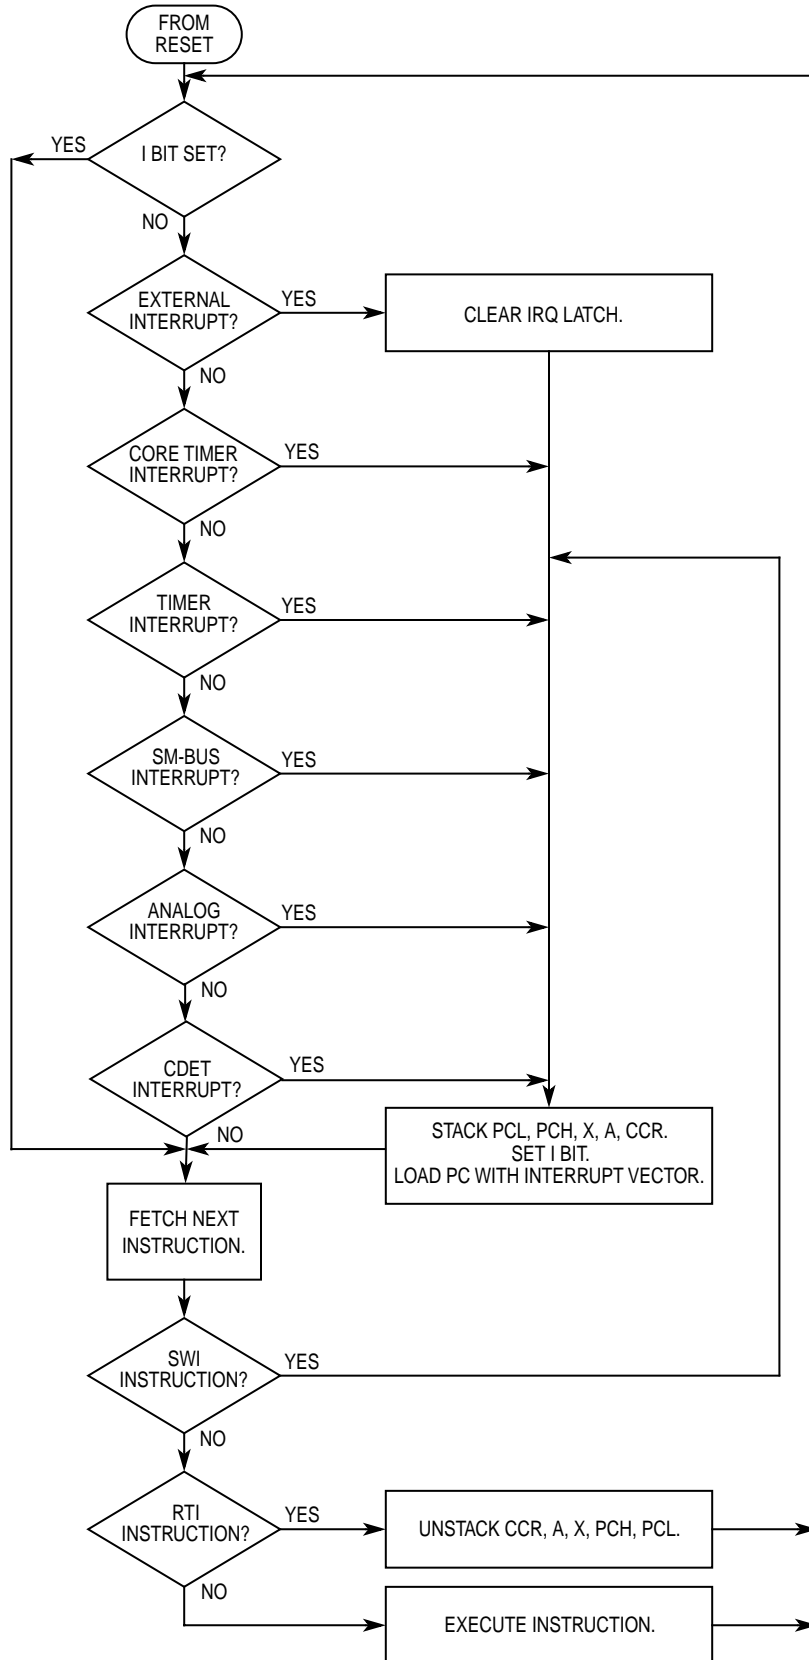 FROM
RESET
YES
I BIT SET?
NO
EXTERNAL
INTERRUPT?
YES
CLEAR IRQ LATCH.
NO
CORE TIMER
INTERRUPT?
YES
NO
TIMER
INTERRUPT?
YES
NO
SM-BUS
INTERRUPT?
YES
NO
ANALOG
INTERRUPT?
YES
NO
CDET
INTERRUPT?
YES
NO
STACK PCL, PCH, X, A, CCR.
SET I BIT.
LOAD PC WITH INTERRUPT VECTOR.
FETCH NEXT
INSTRUCTION.
SWI
INSTRUCTION?
YES
NO
RTI
INSTRUCTION?
YES
UNSTACK CCR, A, X, PCH, PCL.
NO
EXECUTE INSTRUCTION.